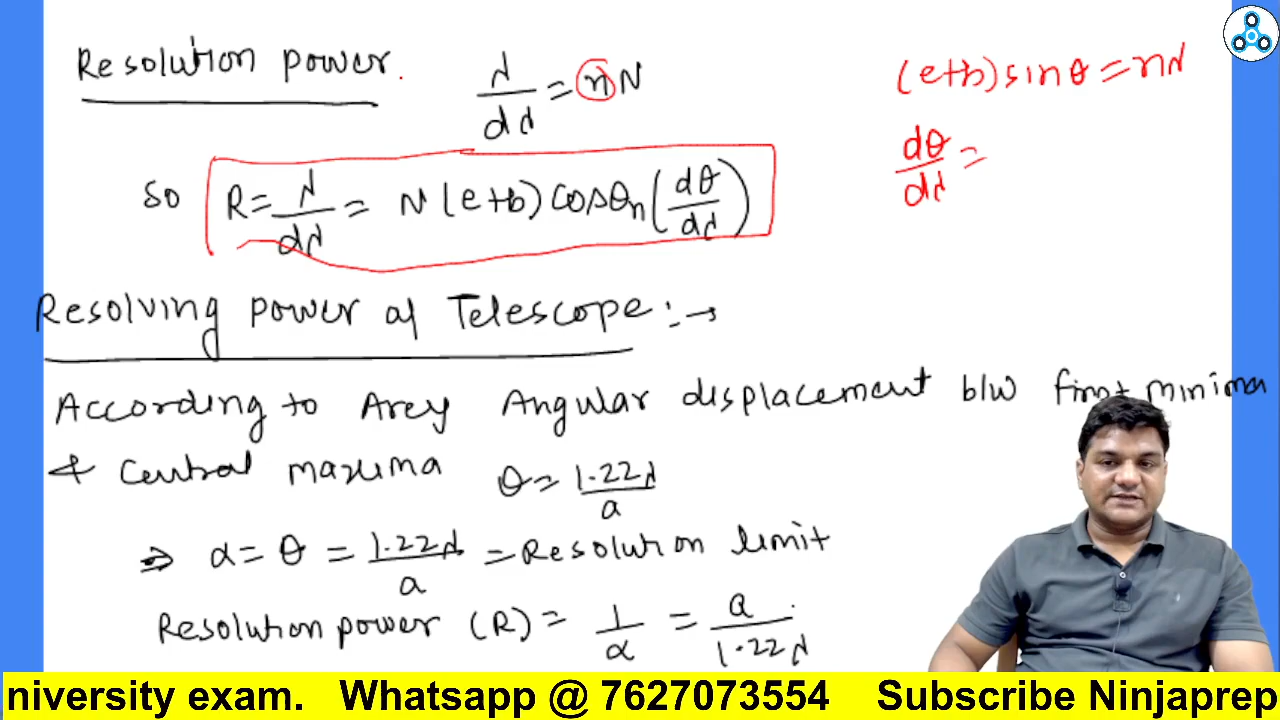 Resolution power.
λ/dλ = nN
(e+b) sinθ = nλ
dθ/dλ =
so R = λ/dλ = N (e+b) cosθn (dθ/dλ)
Resolving power of Telescope :→
According to Arey Angular displacement b/w first minima
& Central maxima θ = 1.22λ/a
⇒ α = θ = 1.22λ/a = Resolution limit
Resolution power (R) = 1/α = a/1.22λ
niversity exam. Whatsapp @ 7627073554 Subscribe Ninjaprep